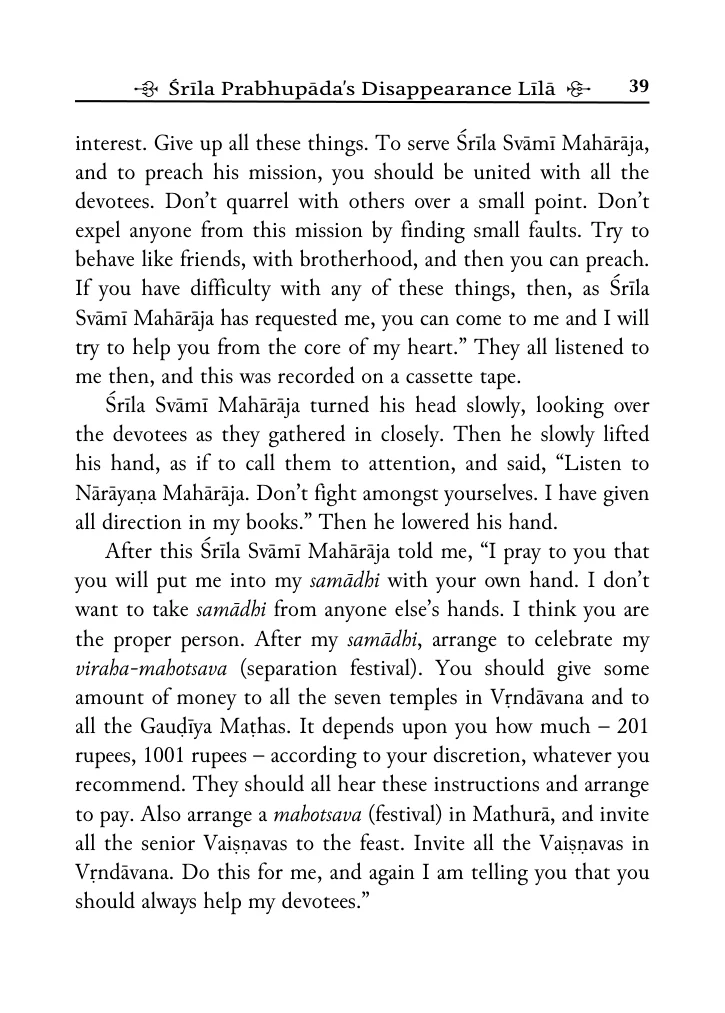 Śrīla Prabhupāda's Disappearance Līlā 39
interest. Give up all these things. To serve Śrīla Svāmī Mahārāja,
and to preach his mission, you should be united with all the
devotees. Don’t quarrel with others over a small point. Don’t
expel anyone from this mission by finding small faults. Try to
behave like friends, with brotherhood, and then you can preach.
If you have difficulty with any of these things, then, as Śrīla
Svāmī Mahārāja has requested me, you can come to me and I will
try to help you from the core of my heart.” They all listened to
me then, and this was recorded on a cassette tape.
Śrīla Svāmī Mahārāja turned his head slowly, looking over
the devotees as they gathered in closely. Then he slowly lifted
his hand, as if to call them to attention, and said, “Listen to
Nārāyaṇa Mahārāja. Don’t fight amongst yourselves. I have given
all direction in my books.” Then he lowered his hand.
After this Śrīla Svāmī Mahārāja told me, “I pray to you that
you will put me into my samādhi with your own hand. I don’t
want to take samādhi from anyone else’s hands. I think you are
the proper person. After my samādhi, arrange to celebrate my
viraha-mahotsava (separation festival). You should give some
amount of money to all the seven temples in Vṛndāvana and to
all the Gauḍīya Maṭhas. It depends upon you how much – 201
rupees, 1001 rupees – according to your discretion, whatever you
recommend. They should all hear these instructions and arrange
to pay. Also arrange a mahotsava (festival) in Mathurā, and invite
all the senior Vaiṣṇavas to the feast. Invite all the Vaiṣṇavas in
Vṛndāvana. Do this for me, and again I am telling you that you
should always help my devotees.”